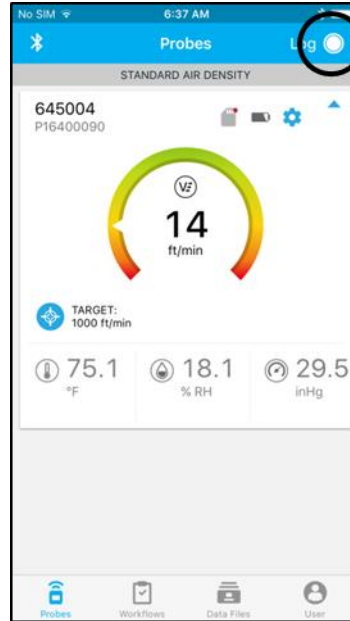 No SIM 6:37 AM
Probes Log
STANDARD AIR DENSITY
645004
P16400090
VE
14
ft/min
TARGET:
1000 ft/min
75.1 18.1 29.5
°F % RH inHg
Probes Workflows Data Files User